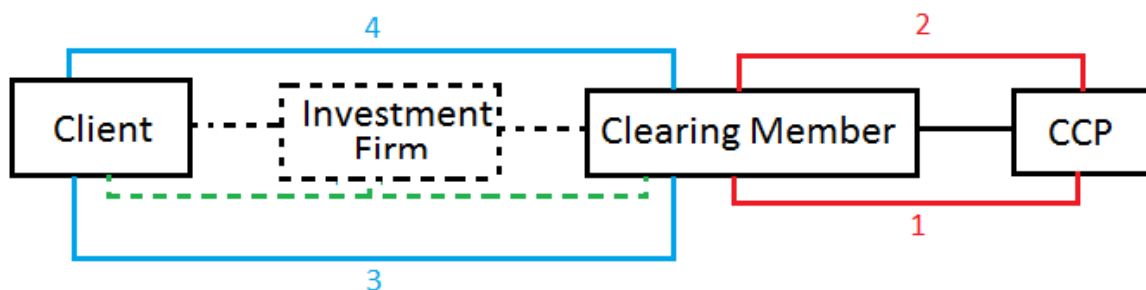 4
2
Client
Investment
Firm
Clearing Member
CCP
1
3